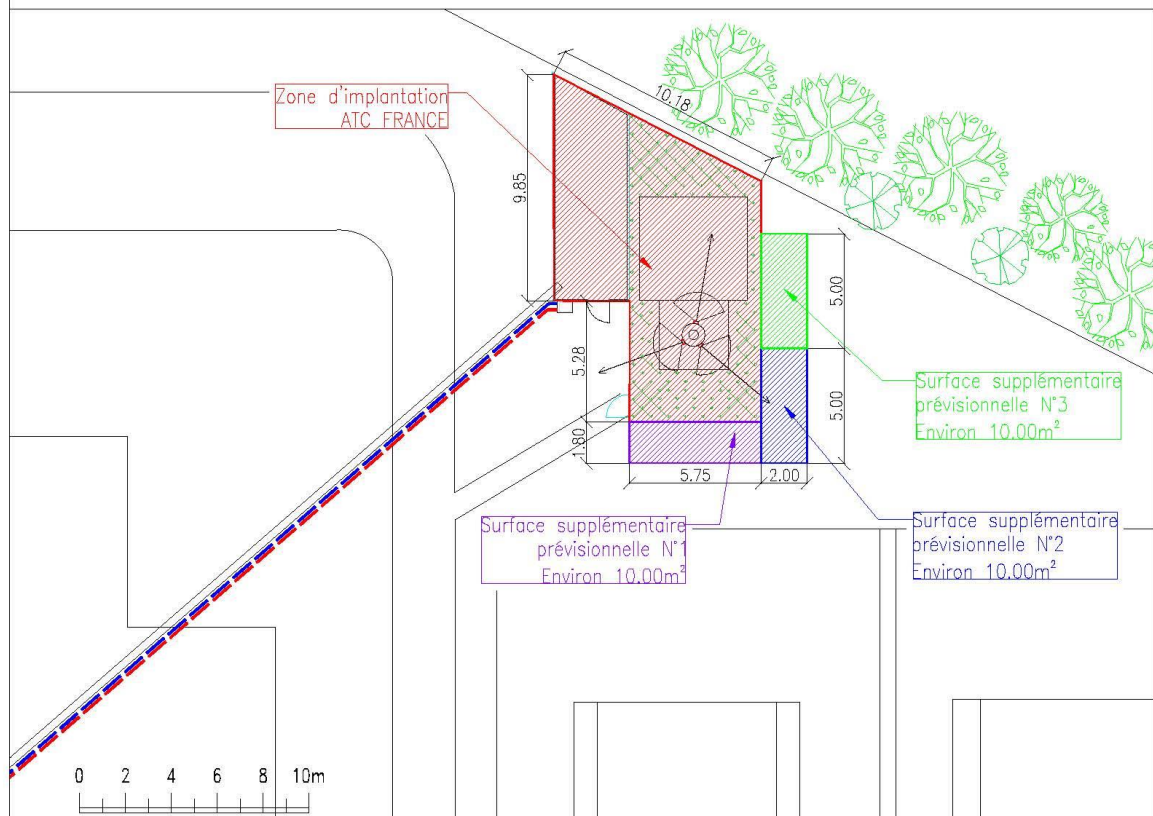 Zone d'implantation
ATC FRANCE
10.18
9.85
5.28
1.80
5.75
2.00
5.00
5.00
Surface supplémentaire
prévisionnelle N°3
Environ 10.00m²
Surface supplémentaire
prévisionnelle N°1
Environ 10.00m²
Surface supplémentaire
prévisionnelle N°2
Environ 10.00m²
0 2 4 6 8 10m